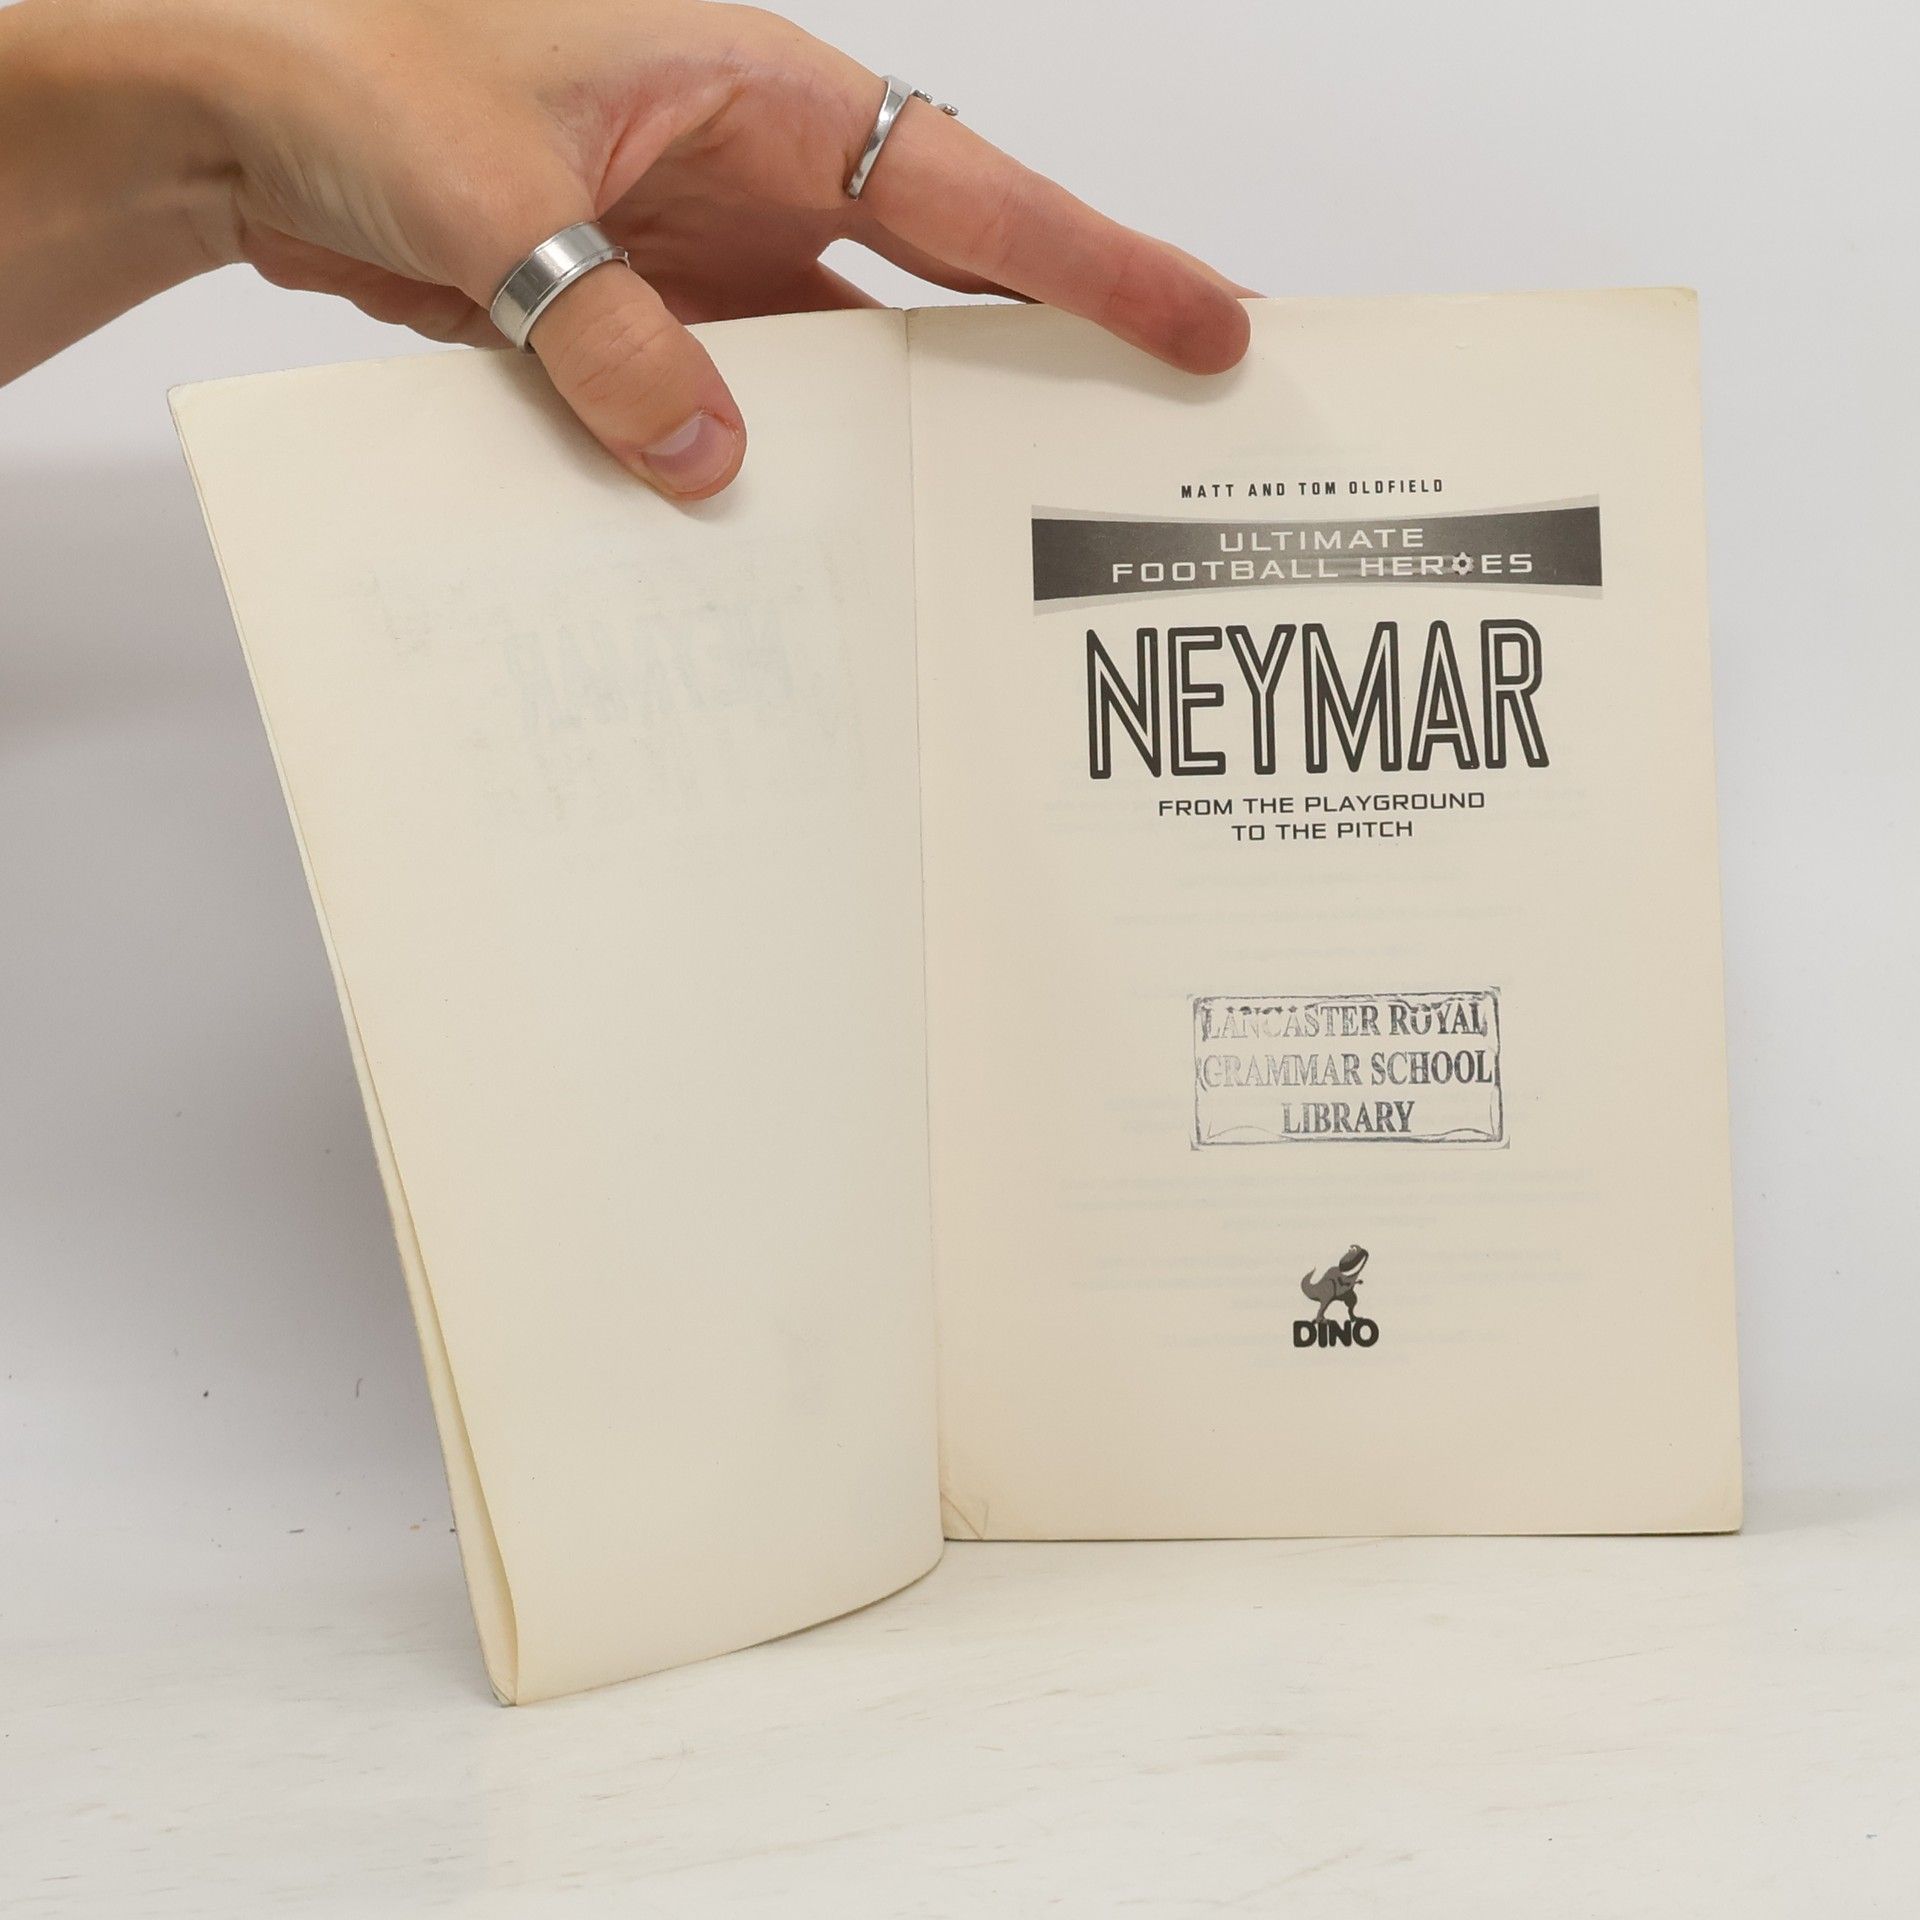 MATT AND TOM OLDFIELD
ULTIMATE
FOOTBALL HEROES
NEYMAR
FROM THE PLAYGROUND
TO THE PITCH
LANCASTER ROYAL
GRAMMAR SCHOOL
LIBRARY
DINO